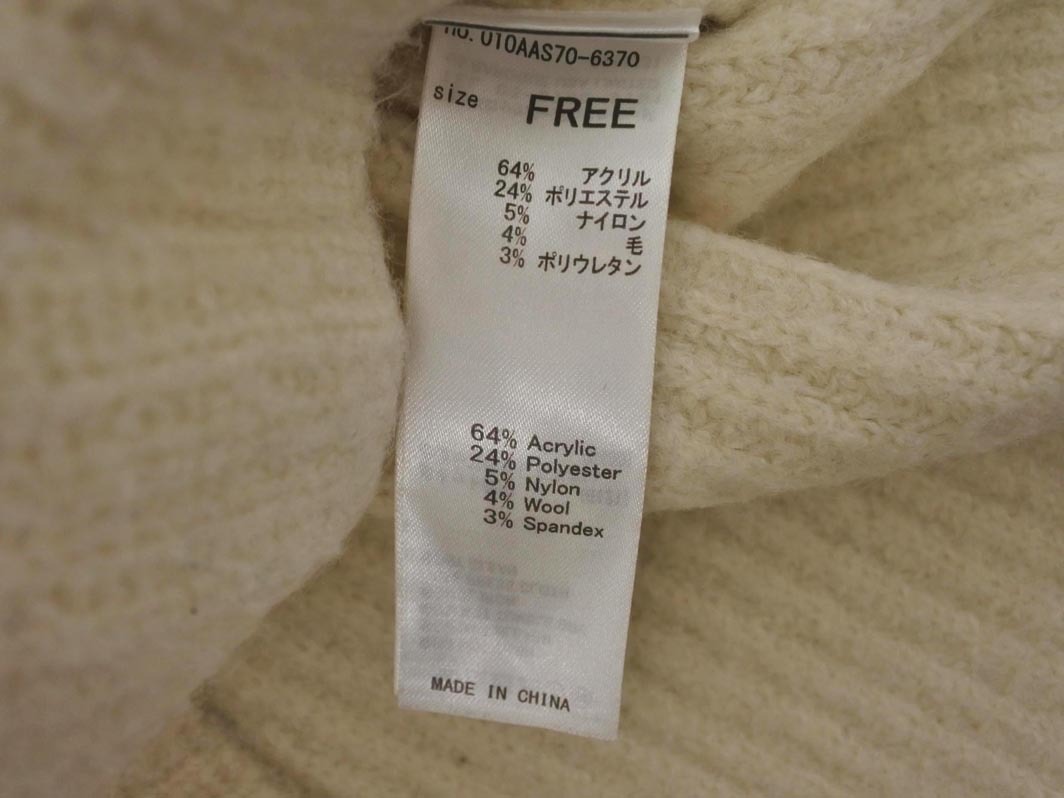 no. 010AAS70-6370
size FREE
64% アクリル
24% ポリエステル
5% ナイロン
4% 毛
3% ポリウレタン
64% Acrylic
24% Polyester
5% Nylon
4% Wool
3% Spandex
MADE IN CHINA